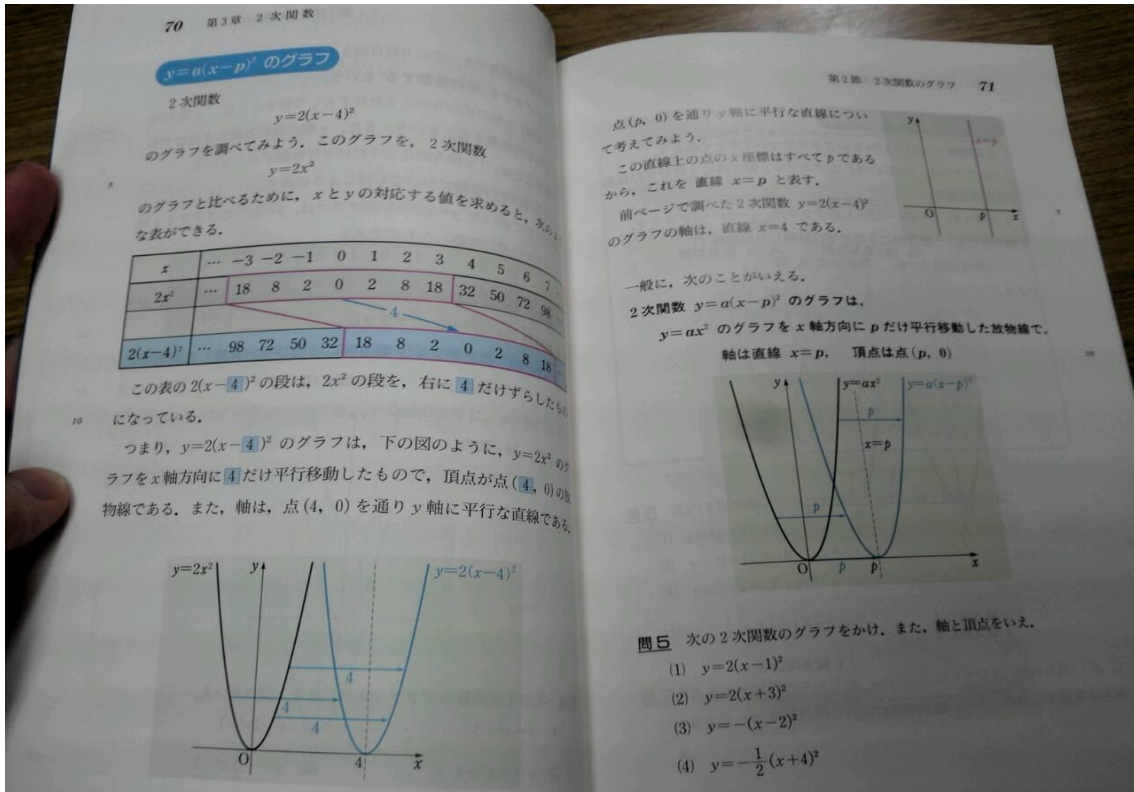 70 第3章 2次関数
y=a(x-p)² のグラフ
2次関数
y=2(x-4)²
のグラフを調べてみよう．このグラフを，2次関数
y=2x²
5
のグラフと比べるために，xとyの対応する値を求めると，次の
な表ができる．
x … -3 -2 -1 0 1 2 3 4 5 6 7 …
2x² … 18 8 2 0 2 8 18 32 50 72 98 …
4
2(x-4)² … 98 72 50 32 18 8 2 0 2 8 18 …
この表の 2(x-4)² の段は，2x² の段を，右に 4 だけずらしたもの
10
になっている．
つまり，y=2(x-4)² のグラフは，下の図のように，y=2x² のグ
ラフをx軸方向に 4 だけ平行移動したもので，頂点が点(4, 0)の放
物線である．また，軸は，点(4, 0)を通りy軸に平行な直線である．
y=2x² y y=2(x-4)²
4
4
4
O 4 x
第2節 2次関数のグラフ 71
点(p, 0)を通りy軸に平行な直線につい
て考えてみよう．
この直線上の点のx座標はすべてpである
から，これを 直線 x=p と表す．
前ページで調べた2次関数 y=2(x-4)²
のグラフの軸は，直線 x=4 である．
y
x=p
O p x
5
一般に，次のことがいえる．
2次関数 y=a(x-p)² のグラフは，
y=ax² のグラフをx軸方向にpだけ平行移動した放物線で，
軸は直線 x=p， 頂点は点(p, 0)
10
y y=ax² y=a(x-p)²
p
x=p
p
O p p x
問5 次の2次関数のグラフをかけ．また，軸と頂点をいえ．
(1) y=2(x-1)²
(2) y=2(x+3)²
(3) y=-(x-2)²
(4) y=-1/2(x+4)²